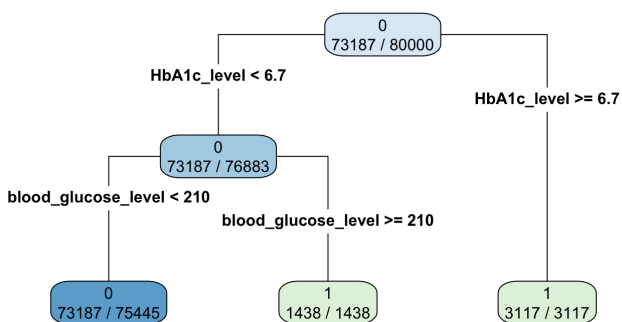 0
73187 / 80000
HbA1c_level < 6.7
HbA1c_level >= 6.7
0
73187 / 76883
blood_glucose_level < 210
blood_glucose_level >= 210
0
73187 / 75445
1
1438 / 1438
1
3117 / 3117